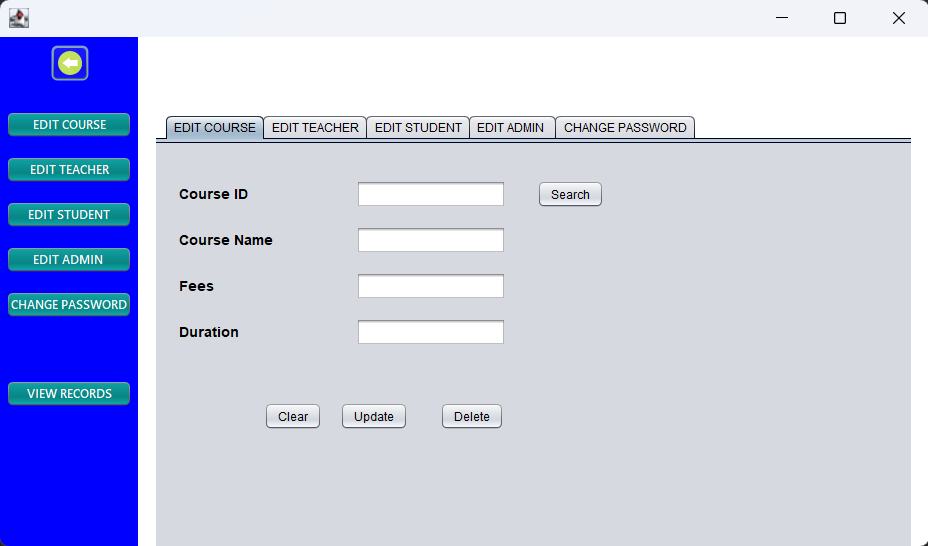 EDIT COURSE
EDIT TEACHER
EDIT STUDENT
EDIT ADMIN
CHANGE PASSWORD
VIEW RECORDS
EDIT COURSE EDIT TEACHER EDIT STUDENT EDIT ADMIN CHANGE PASSWORD
Course ID Search
Course Name
Fees
Duration
Clear Update Delete